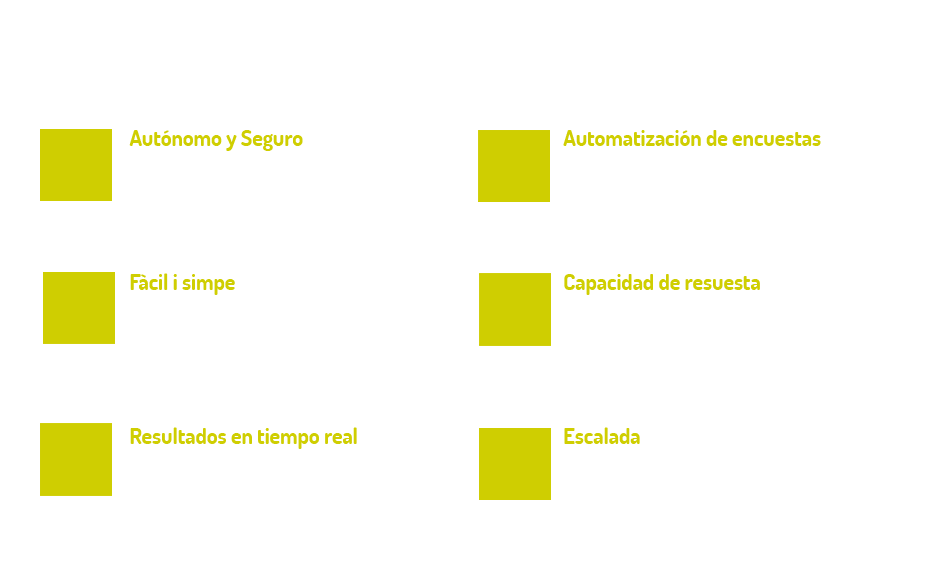 Autónomo y Seguro
Automatización de encuestas
Fàcil i simpe
Capacidad de resuesta
Resultados en tiempo real
Escalada